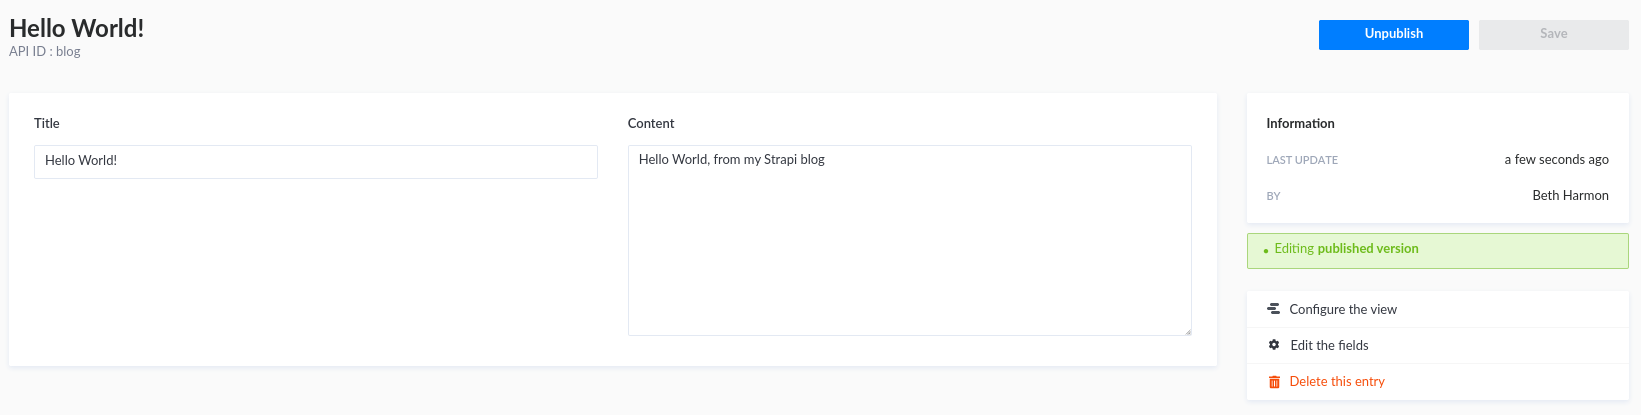 Hello World!
API ID : blog
Unpublish
Save
Title
Hello World!
Content
Hello World, from my Strapi blog
Information
LAST UPDATE a few seconds ago
BY Beth Harmon
Editing published version
Configure the view
Edit the fields
Delete this entry